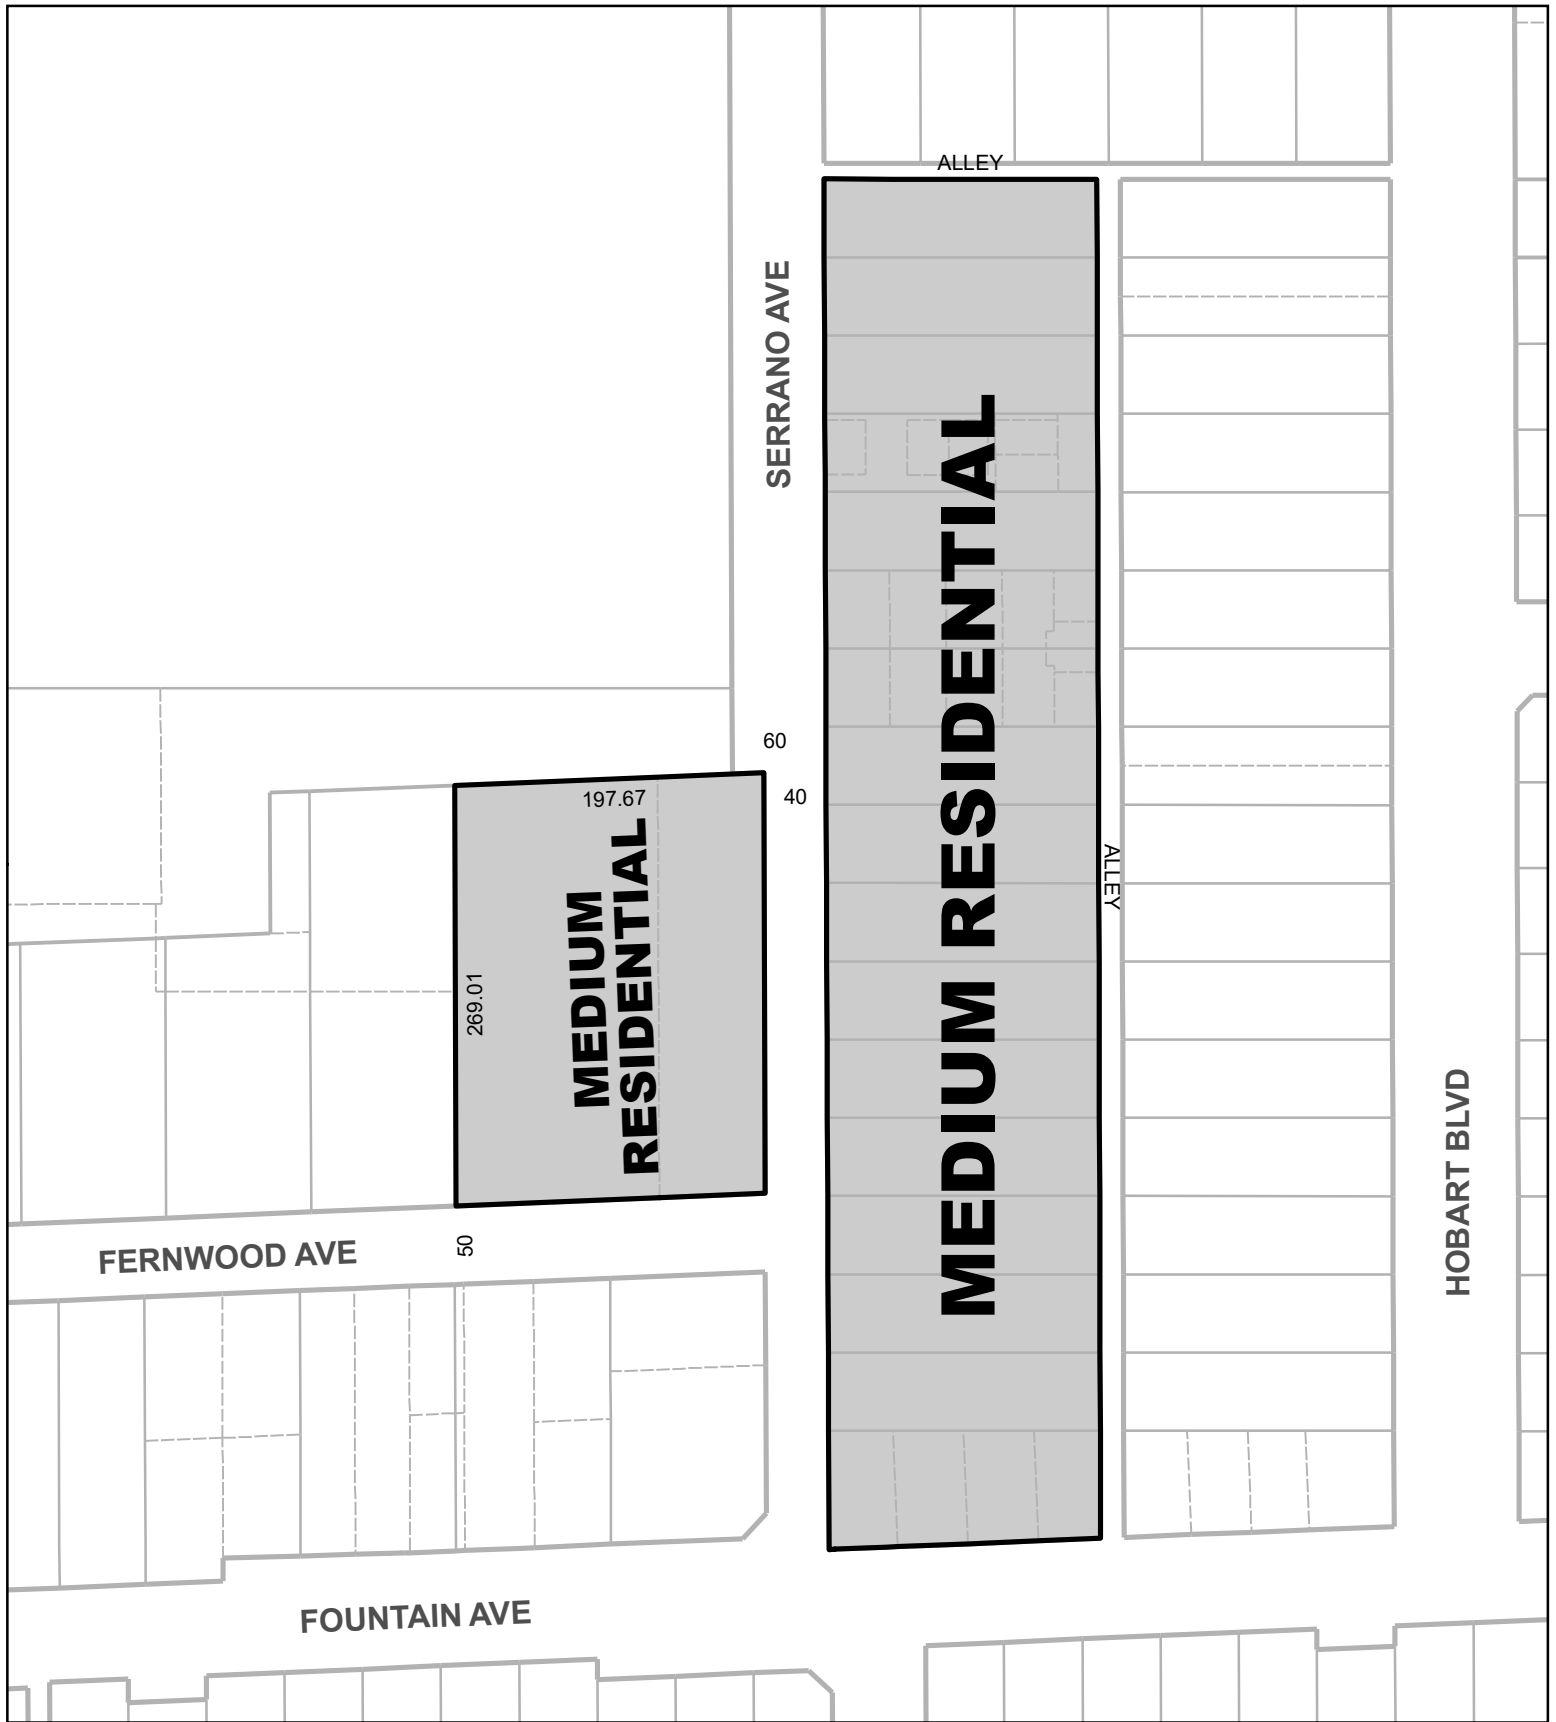 ALLEY
SERRANO AVE
MEDIUM RESIDENTIAL
60
40
197.67
MEDIUM
RESIDENTIAL
269.01
ALLEY
HOBART BLVD
FERNWOOD AVE
50
FOUNTAIN AVE